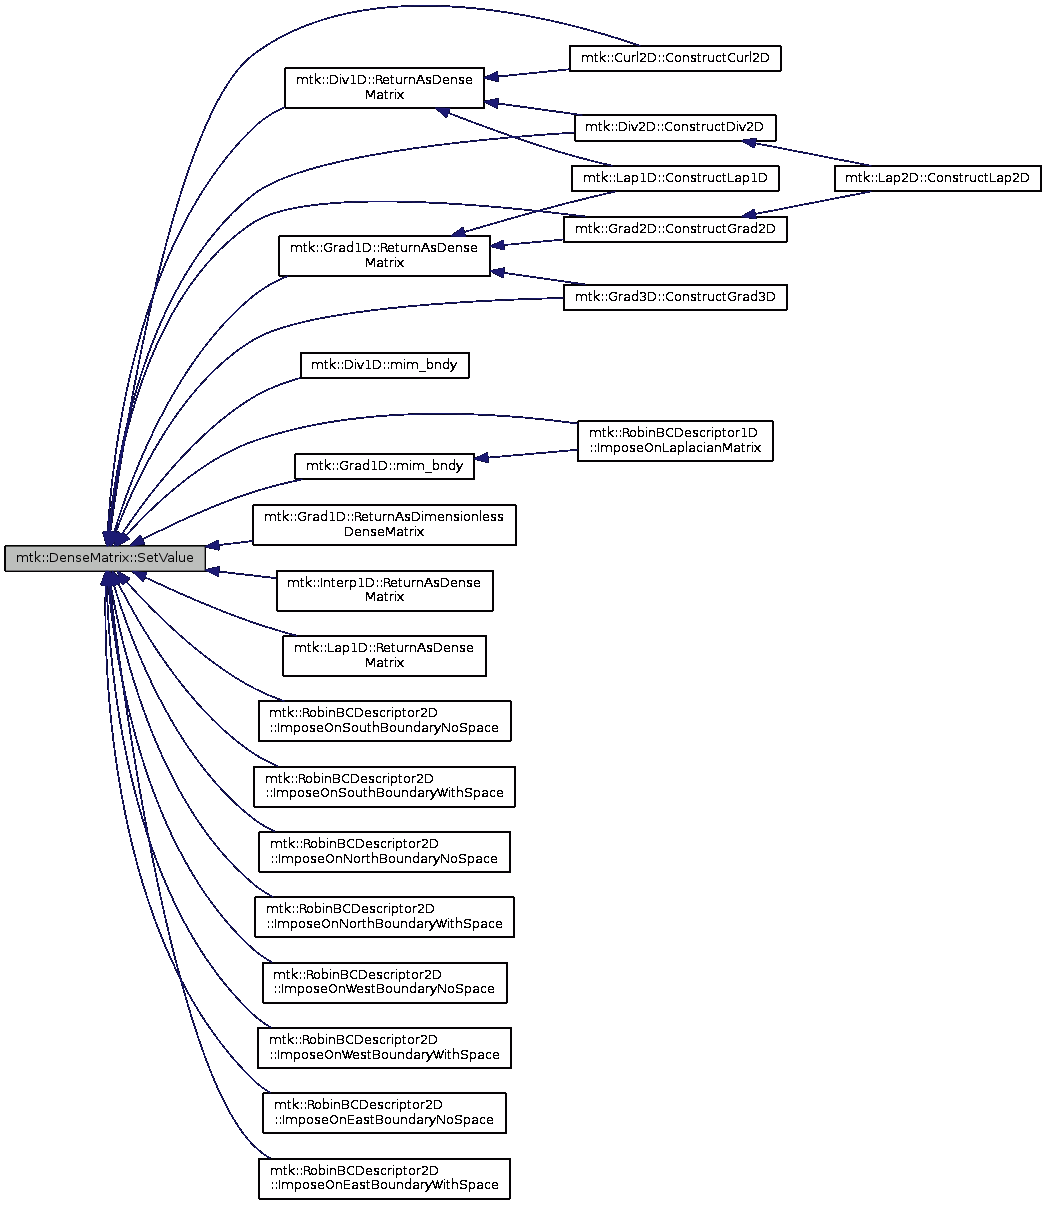 mtk::Curl2D::ConstructCurl2D
mtk::Div1D::ReturnAsDense
Matrix
mtk::Div2D::ConstructDiv2D
mtk::Lap1D::ConstructLap1D
mtk::Lap2D::ConstructLap2D
mtk::Grad2D::ConstructGrad2D
mtk::Grad1D::ReturnAsDense
Matrix
mtk::Grad3D::ConstructGrad3D
mtk::Div1D::mim_bndy
mtk::RobinBCDescriptor1D
::ImposeOnLaplacianMatrix
mtk::Grad1D::mim_bndy
mtk::Grad1D::ReturnAsDimensionless
DenseMatrix
mtk::DenseMatrix::SetValue
mtk::Interp1D::ReturnAsDense
Matrix
mtk::Lap1D::ReturnAsDense
Matrix
mtk::RobinBCDescriptor2D
::ImposeOnSouthBoundaryNoSpace
mtk::RobinBCDescriptor2D
::ImposeOnSouthBoundaryWithSpace
mtk::RobinBCDescriptor2D
::ImposeOnNorthBoundaryNoSpace
mtk::RobinBCDescriptor2D
::ImposeOnNorthBoundaryWithSpace
mtk::RobinBCDescriptor2D
::ImposeOnWestBoundaryNoSpace
mtk::RobinBCDescriptor2D
::ImposeOnWestBoundaryWithSpace
mtk::RobinBCDescriptor2D
::ImposeOnEastBoundaryNoSpace
mtk::RobinBCDescriptor2D
::ImposeOnEastBoundaryWithSpace